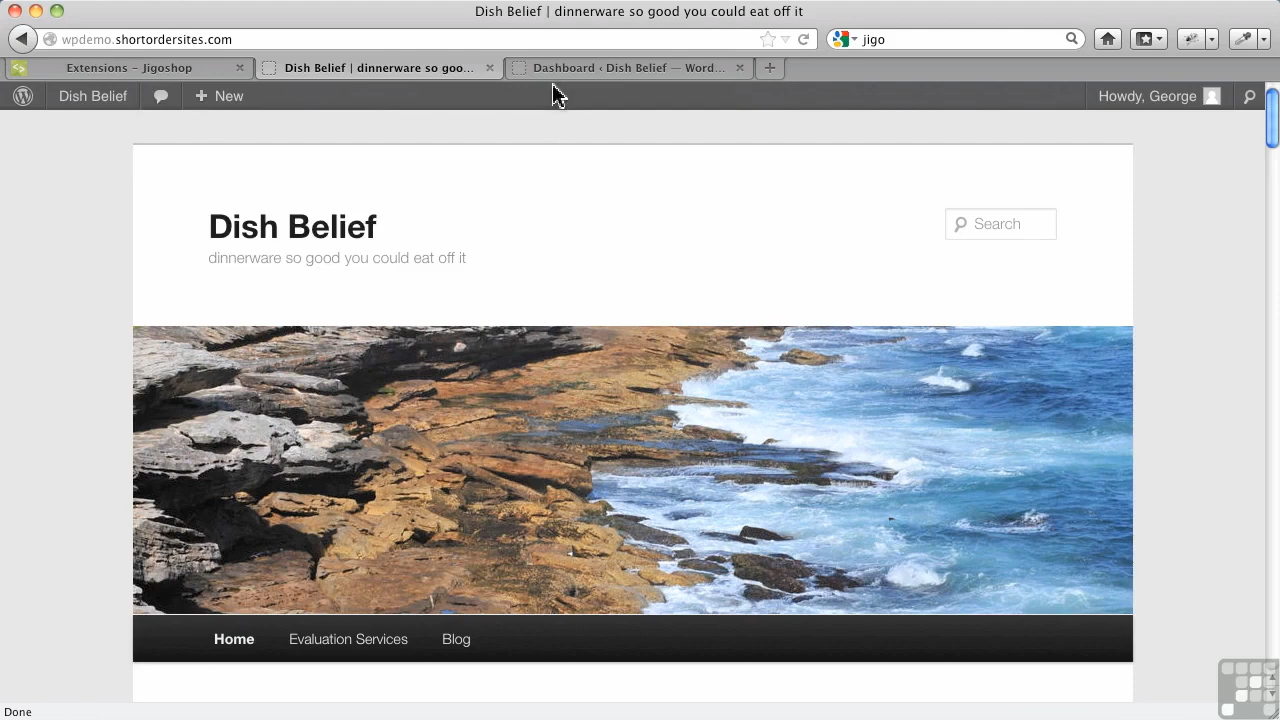 Dish Belief | dinnerware so good you could eat off it
wpdemo.shortordersites.com
jigo
Extensions – Jigoshop
Dish Belief | dinnerware so goo...
Dashboard ‹ Dish Belief — Word...
Dish Belief
New
Howdy, George
Dish Belief
dinnerware so good you could eat off it
Search
Home
Evaluation Services
Blog
Done